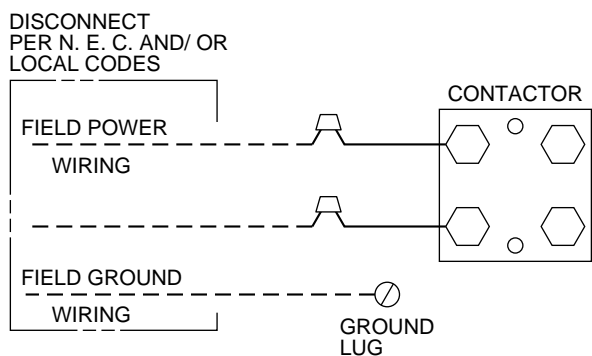 DISCONNECT
PER N. E. C. AND/ OR
LOCAL CODES
CONTACTOR
FIELD POWER
WIRING
FIELD GROUND
WIRING
GROUND
LUG